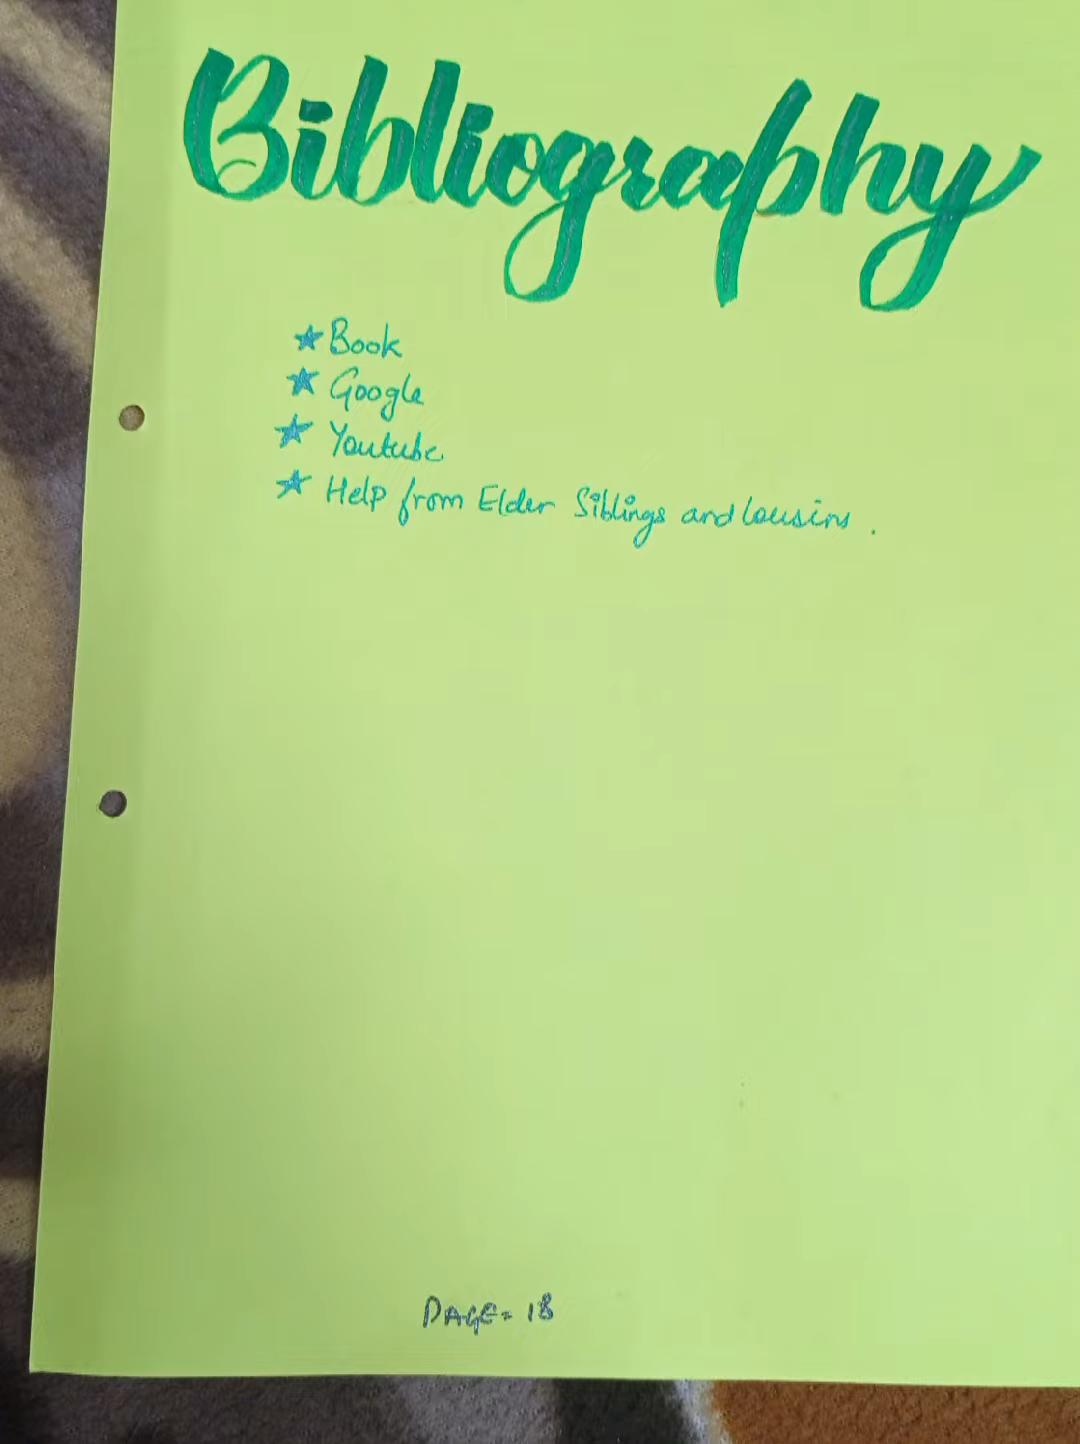 Bibliography
★ Book
★ Google
★ Youtube
★ Help from Elder Siblings and Cousins .
PAGE = 18